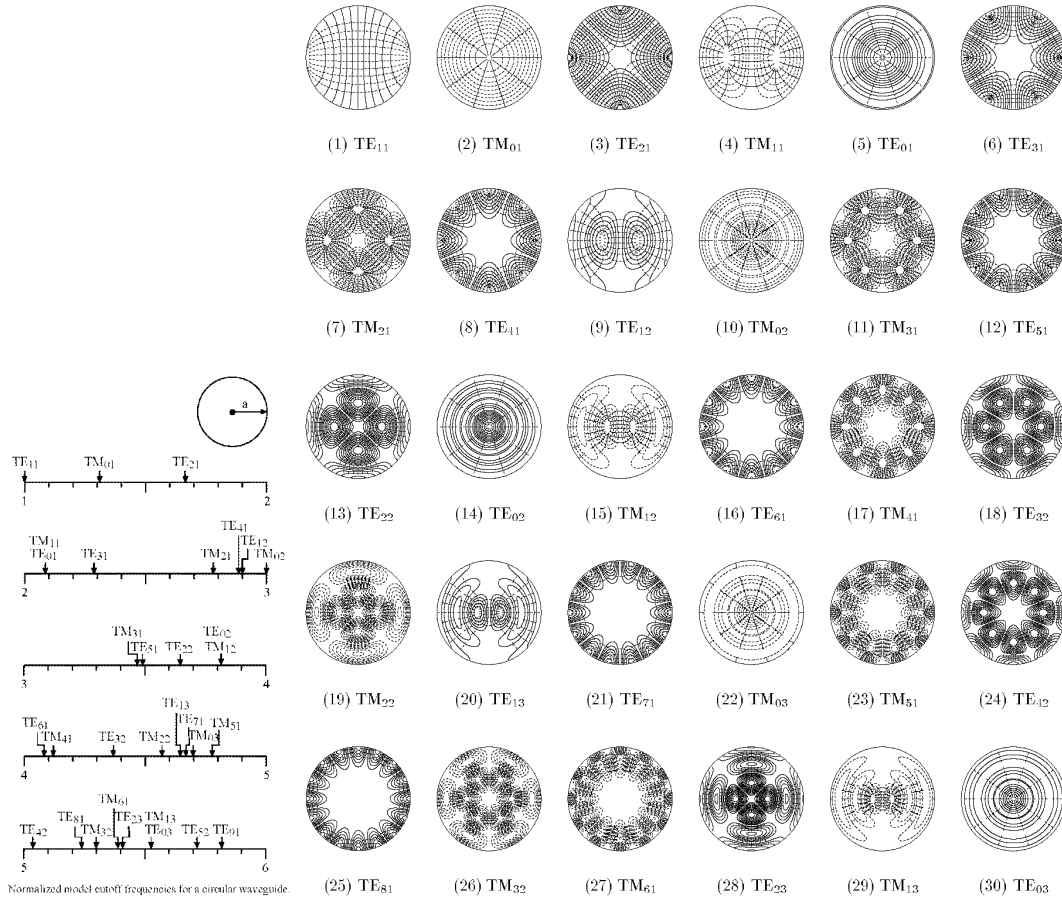 (1) TE₁₁ (2) TM₀₁ (3) TE₂₁ (4) TM₁₁ (5) TE₀₁ (6) TE₃₁
(7) TM₂₁ (8) TE₄₁ (9) TE₁₂ (10) TM₀₂ (11) TM₃₁ (12) TE₅₁
(13) TE₂₂ (14) TE₀₂ (15) TM₁₂ (16) TE₆₁ (17) TM₄₁ (18) TE₃₂
(19) TM₂₂ (20) TE₁₃ (21) TE₇₁ (22) TM₀₃ (23) TM₅₁ (24) TE₄₂
(25) TE₈₁ (26) TM₃₂ (27) TM₆₁ (28) TE₂₃ (29) TM₁₃ (30) TE₀₃
a
TE₁₁ TM₀₁ TE₂₁
1 2
TE₄₁
TM₁₁ TE₁₂
TE₀₁ TE₃₁ TM₂₁ TM₀₂
2 3
TM₃₁ TE₀₂
TE₅₁ TE₂₂ TM₁₂
3 4
TE₁₃
TE₆₁ TE₇₁ TM₅₁
TM₄₁ TE₃₂ TM₂₂ TM₀₃
4 5
TM₆₁
TE₈₁ TE₂₃ TM₁₃
TE₄₂ TM₃₂ TE₀₃ TE₅₂ TE₉₁
5 6
Normalized model cutoff frequencies for a circular waveguide.